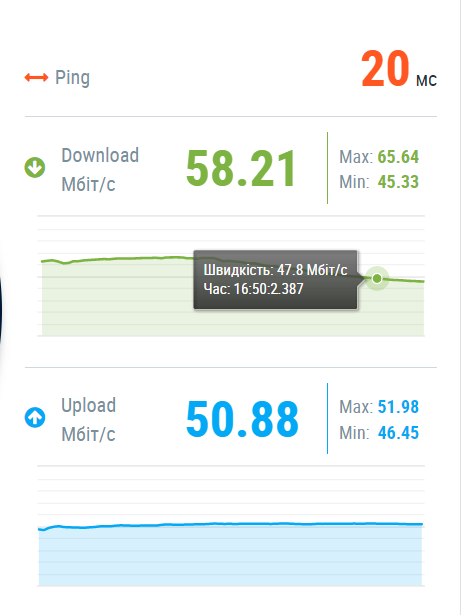 Ping
20 мс
Download
Мбіт/с
58.21
Max: 65.64
Min: 45.33
Швидкість: 47.8 Мбіт/с
Час: 16:50:2.387
Upload
Мбіт/с
50.88
Max: 51.98
Min: 46.45